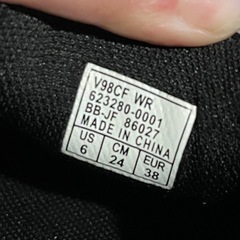 V98CF WR
623280-0001
BB-JF 86027
MADE IN CHINA
US CM EUR
6 24 38